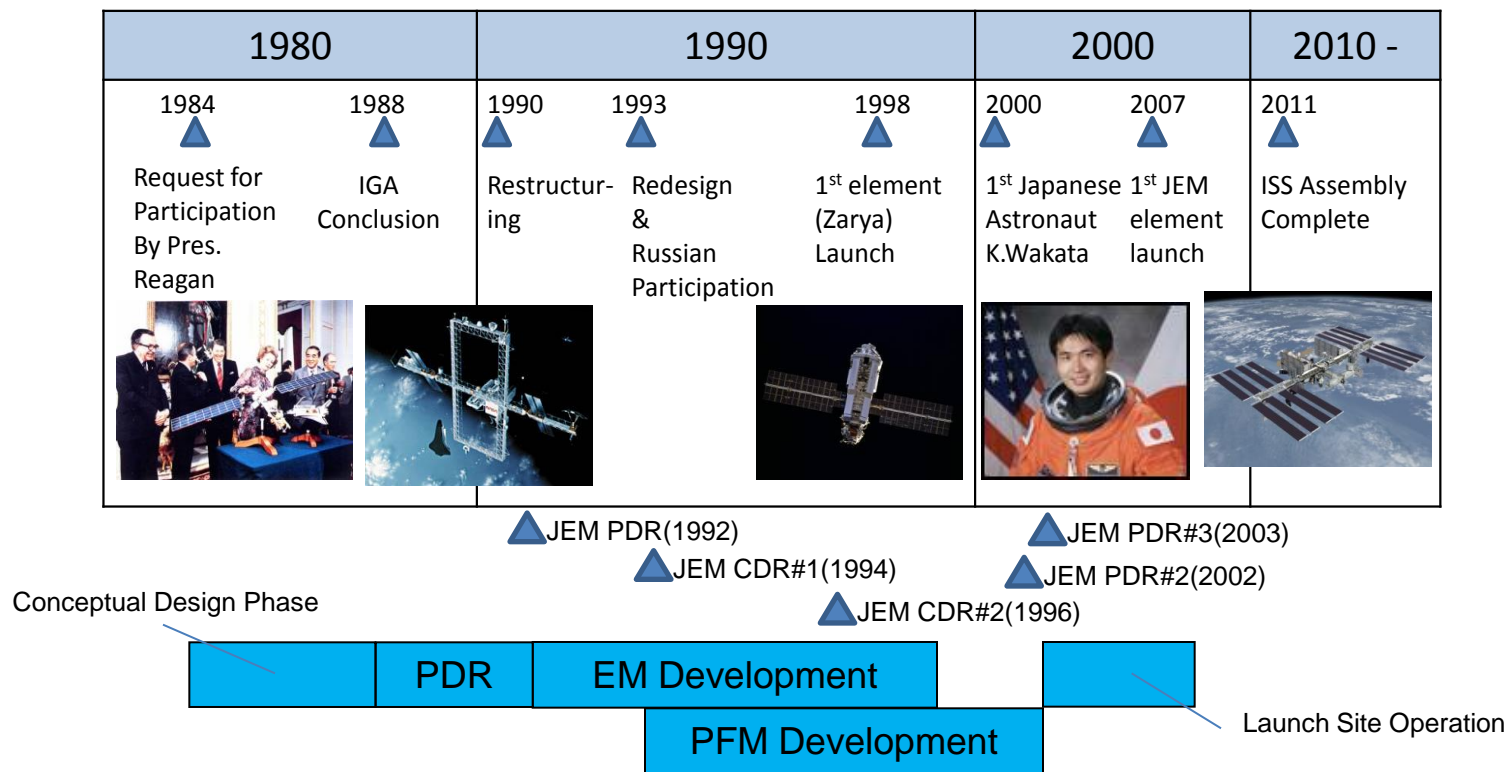 1980
1990
2000
2010 -
1984
1988
1990
1993
1998
2000
2007
2011
Request for
Participation
By Pres.
Reagan
IGA
Conclusion
Restructur-
ing
Redesign
&
Russian
Participation
1st element
(Zarya)
Launch
1st Japanese
Astronaut
K.Wakata
1st JEM
element
launch
ISS Assembly
Complete
JEM PDR(1992)
JEM PDR#3(2003)
JEM CDR#1(1994)
JEM PDR#2(2002)
JEM CDR#2(1996)
Conceptual Design Phase
PDR
EM Development
PFM Development
Launch Site Operation